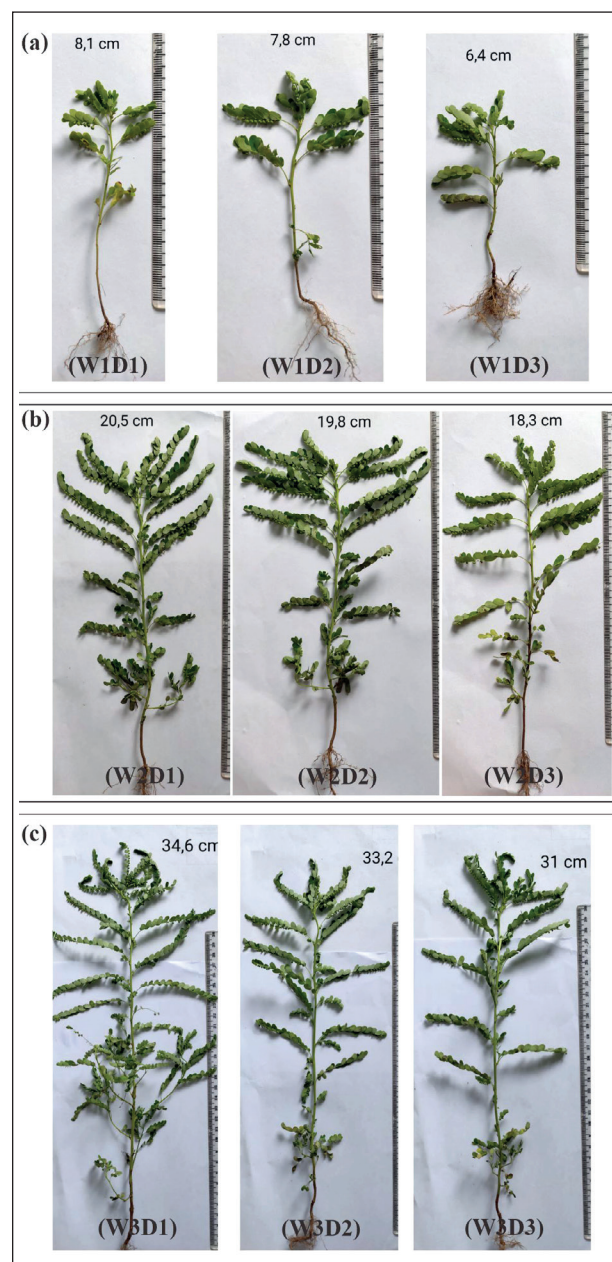 (a)
8,1 cm
7,8 cm
6,4 cm
(W1D1)
(W1D2)
(W1D3)
(b)
20,5 cm
19,8 cm
18,3 cm
(W2D1)
(W2D2)
(W2D3)
(c)
34,6 cm
33,2
31 cm
(W3D1)
(W3D2)
(W3D3)